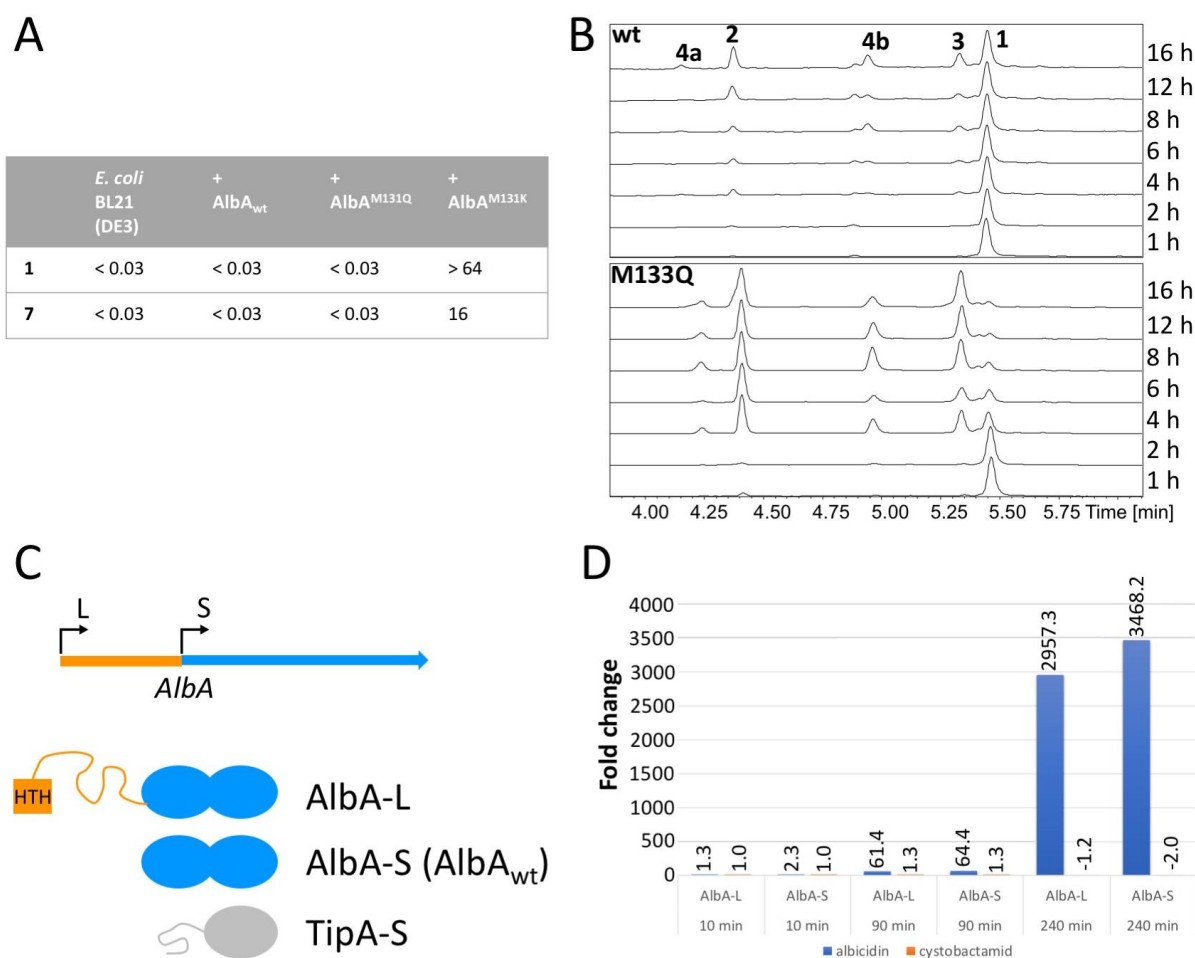 A
E. coli
BL21
(DE3)
+
AlbAwt
+
AlbAM131Q
+
AlbAM131K
1 < 0.03 < 0.03 < 0.03 > 64
7 < 0.03 < 0.03 < 0.03 16
B
wt
4a 2 4b 3 1
16 h
12 h
8 h
6 h
4 h
2 h
1 h
M133Q
16 h
12 h
8 h
6 h
4 h
2 h
1 h
4.00 4.25 4.50 4.75 5.00 5.25 5.50 5.75 Time [min]
C
L S
AlbA
HTH
AlbA-L
AlbA-S (AlbAwt)
TipA-S
D
Fold change
4000
3500
3000
2500
2000
1500
1000
500
0
1.3 1.0 2.3 1.0 61.4 1.3 64.4 1.3 2957.3 -1.2 3468.2 -2.0
AlbA-L AlbA-S AlbA-L AlbA-S AlbA-L AlbA-S
10 min 10 min 90 min 90 min 240 min 240 min
albicidin cystobactamid